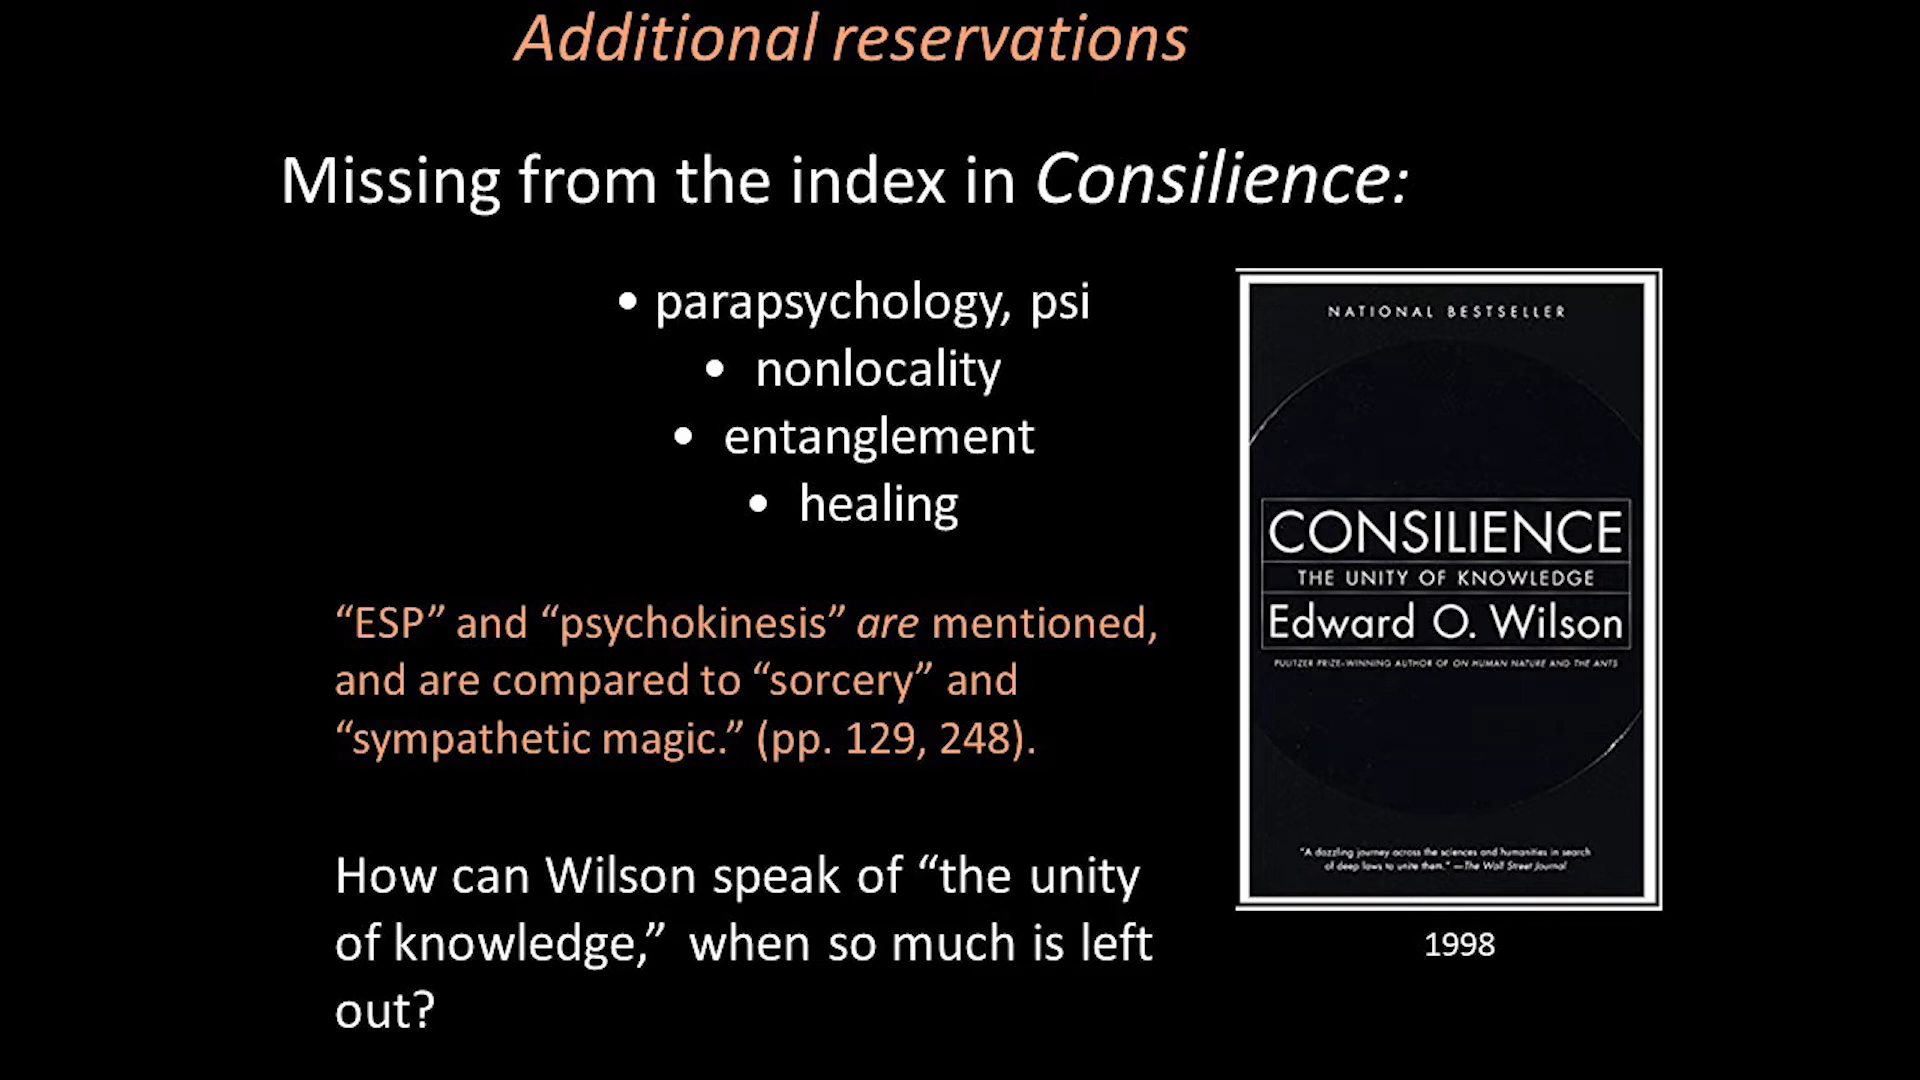 Additional reservations
Missing from the index in Consilience:
• parapsychology, psi
• nonlocality
• entanglement
• healing
“ESP” and “psychokinesis” are mentioned,
and are compared to “sorcery” and
“sympathetic magic.” (pp. 129, 248).
How can Wilson speak of “the unity
of knowledge,” when so much is left
out?
NATIONAL BESTSELLER
CONSILIENCE
THE UNITY OF KNOWLEDGE
Edward O. Wilson
PULITZER PRIZE-WINNING AUTHOR OF ON HUMAN NATURE AND THE ANTS
“A dazzling journey across the sciences and humanities in search
of deep laws to unite them.” —The Wall Street Journal
1998